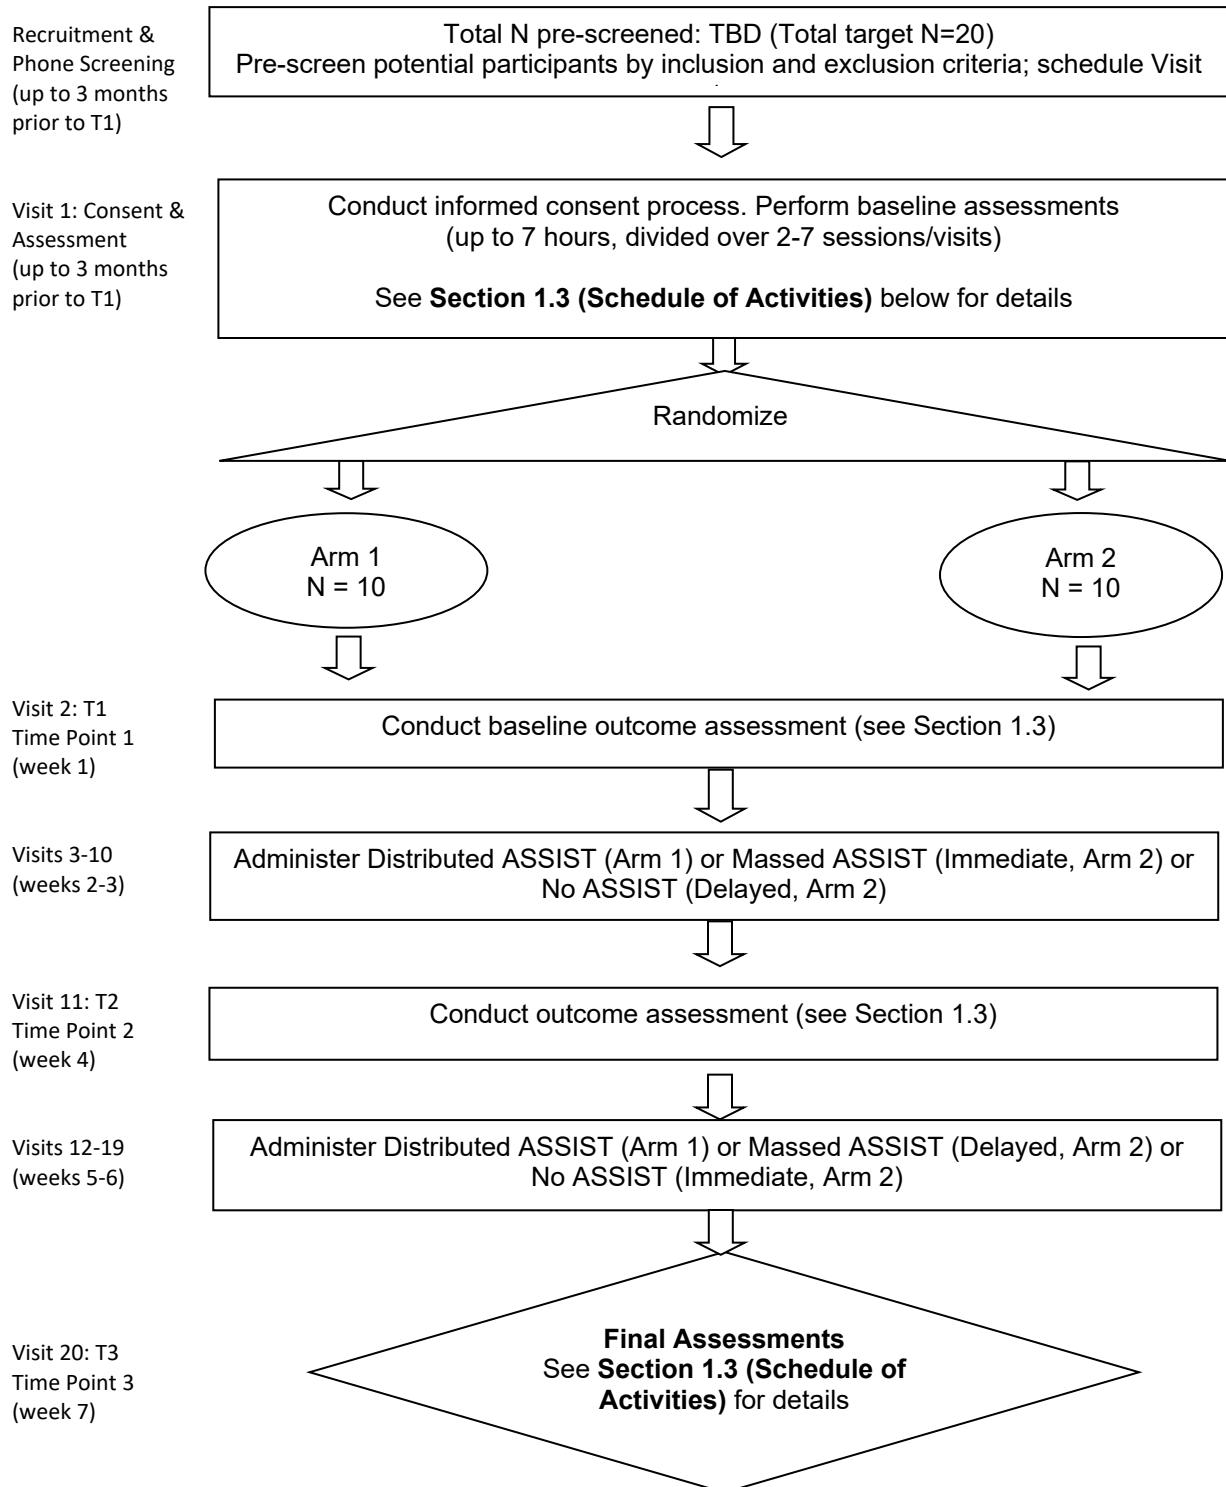 Recruitment &
Phone Screening
(up to 3 months
prior to T1)
Total N pre-screened: TBD (Total target N=20)
Pre-screen potential participants by inclusion and exclusion criteria; schedule Visit
Visit 1: Consent &
Assessment
(up to 3 months
prior to T1)
Conduct informed consent process. Perform baseline assessments
(up to 7 hours, divided over 2-7 sessions/visits)
See Section 1.3 (Schedule of Activities) below for details
Randomize
Arm 1
N = 10
Arm 2
N = 10
Visit 2: T1
Time Point 1
(week 1)
Conduct baseline outcome assessment (see Section 1.3)
Visits 3-10
(weeks 2-3)
Administer Distributed ASSIST (Arm 1) or Massed ASSIST (Immediate, Arm 2) or
No ASSIST (Delayed, Arm 2)
Visit 11: T2
Time Point 2
(week 4)
Conduct outcome assessment (see Section 1.3)
Visits 12-19
(weeks 5-6)
Administer Distributed ASSIST (Arm 1) or Massed ASSIST (Delayed, Arm 2) or
No ASSIST (Immediate, Arm 2)
Visit 20: T3
Time Point 3
(week 7)
Final Assessments
See Section 1.3 (Schedule of
Activities) for details